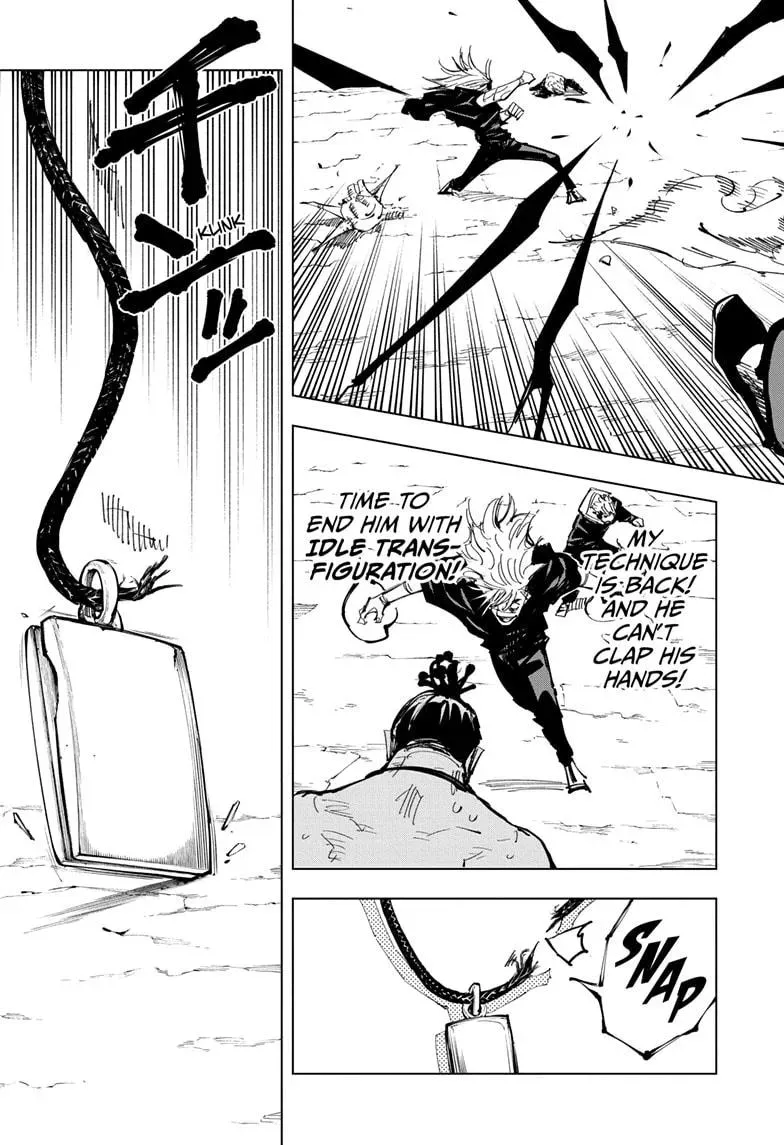 MY
TECHNIQUE
IS BACK!
AND HE
CAN'T
CLAP HIS
HANDS!
TIME TO
END HIM WITH
IDLE TRANS-
FIGURATION!
SNAP
チンッ
KLINK